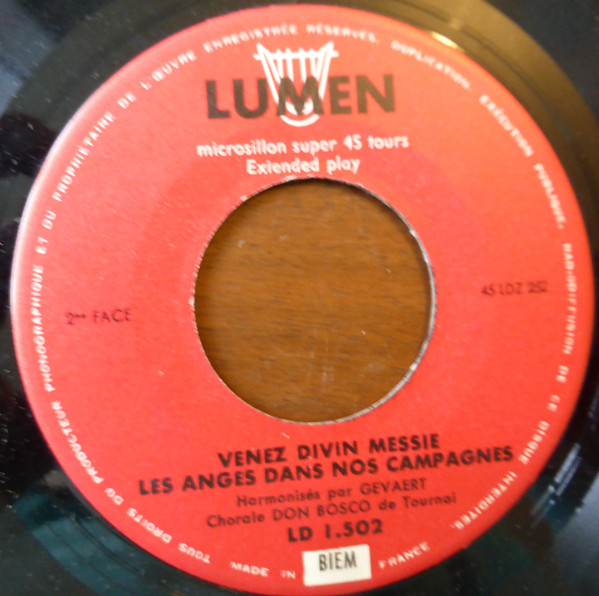 TOUS DROITS DU PRODUCTEUR PHONOGRAPHIQUE ET DU PROPRIÉTAIRE DE L'ŒUVRE ENREGISTRÉE RÉSERVÉS. DUPLICATION, EXÉCUTION PUBLIQUE, RADIODIFFUSION DE CE DISQUE INTERDITES.
LUMEN
microsillon super 45 tours
Extended play
2me FACE
45 LDZ 252
VENEZ DIVIN MESSIE
LES ANGES DANS NOS CAMPAGNES
Harmonisés par GEVAERT
Chorale DON BOSCO de Tournai
LD 1.502
BIEM
MADE IN FRANCE.